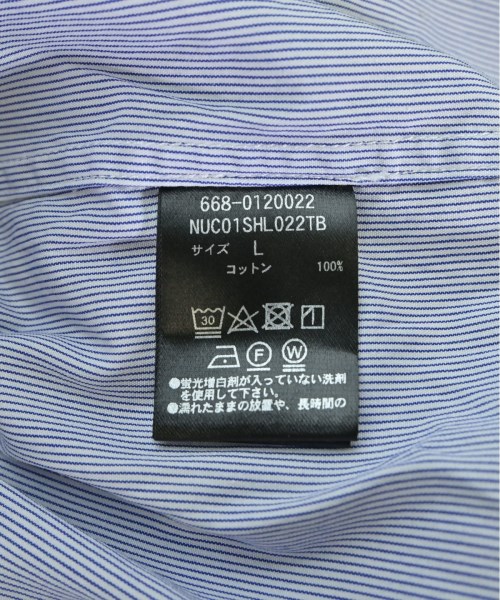 668-0120022
NUC01SHL022TB
サイズ L
コットン 100%
30
F W
●蛍光増白剤が入っていない洗剤
を使用して下さい。
●濡れたままの放置や、長時間の